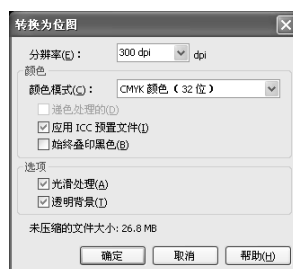 转换为位图
分辨率(E)： 300 dpi dpi
颜色
颜色模式(C)： CMYK 颜色（32 位）
递色处理的(D)
应用 ICC 预置文件(I)
始终叠印黑色(B)
选项
光滑处理(A)
透明背景(T)
未压缩的文件大小: 26.8 MB
确定 取消 帮助(H)